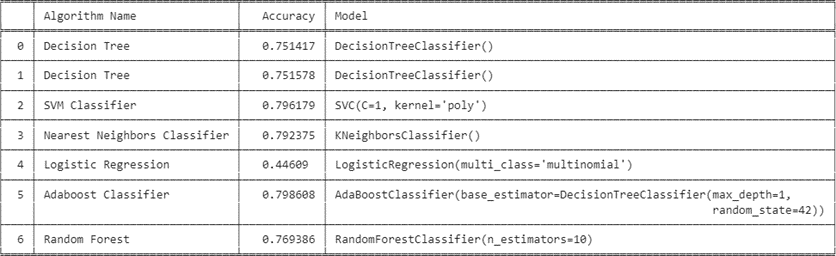 Algorithm Name Accuracy Model
0 Decision Tree 0.751417 DecisionTreeClassifier()
1 Decision Tree 0.751578 DecisionTreeClassifier()
2 SVM Classifier 0.796179 SVC(C=1, kernel='poly')
3 Nearest Neighbors Classifier 0.792375 KNeighborsClassifier()
4 Logistic Regression 0.44609 LogisticRegression(multi_class='multinomial')
5 Adaboost Classifier 0.798608 AdaBoostClassifier(base_estimator=DecisionTreeClassifier(max_depth=1,
random_state=42))
6 Random Forest 0.769386 RandomForestClassifier(n_estimators=10)